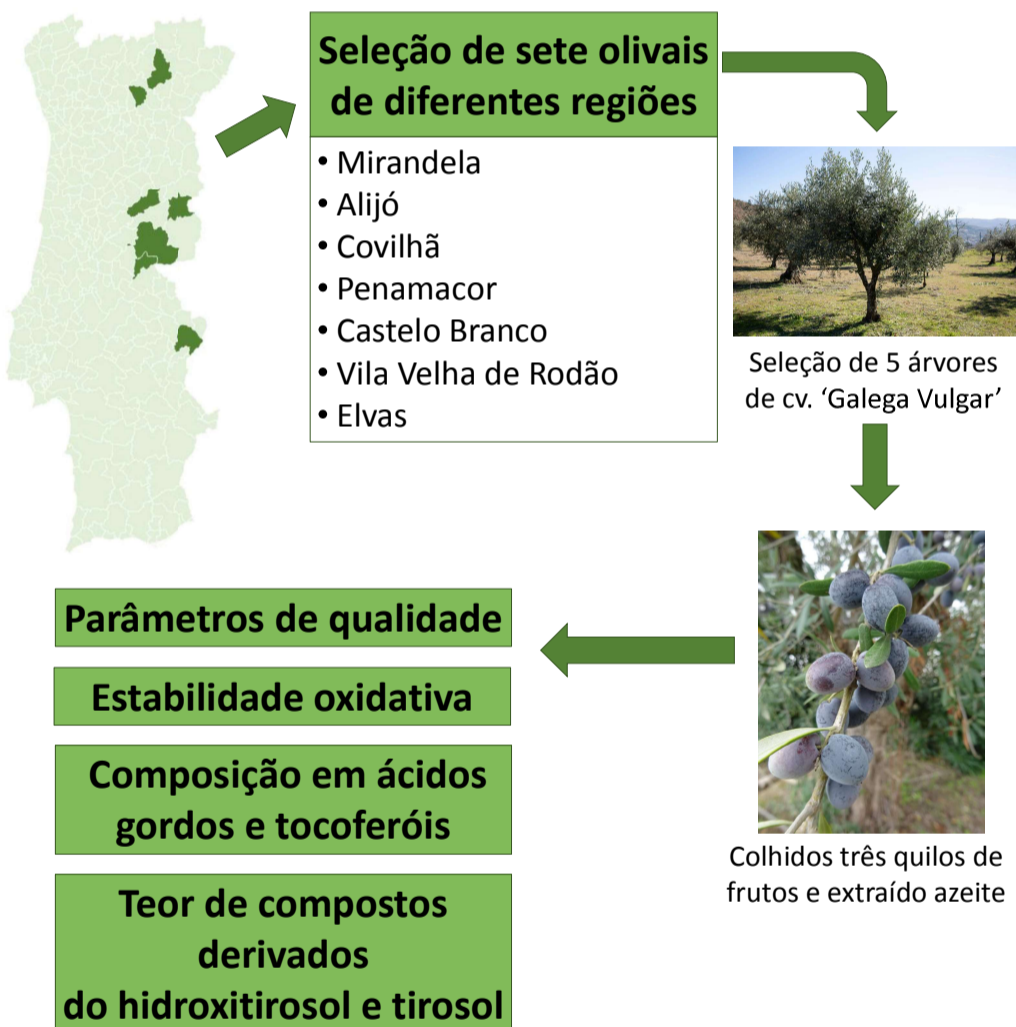 Seleção de sete olivais
de diferentes regiões
• Mirandela
• Alijó
• Covilhã
• Penamacor
• Castelo Branco
• Vila Velha de Rodão
• Elvas
Seleção de 5 árvores
de cv. ‘Galega Vulgar’
Colhidos três quilos de
frutos e extraído azeite
Parâmetros de qualidade
Estabilidade oxidativa
Composição em ácidos
gordos e tocoferóis
Teor de compostos
derivados
do hidroxitirosol e tirosol